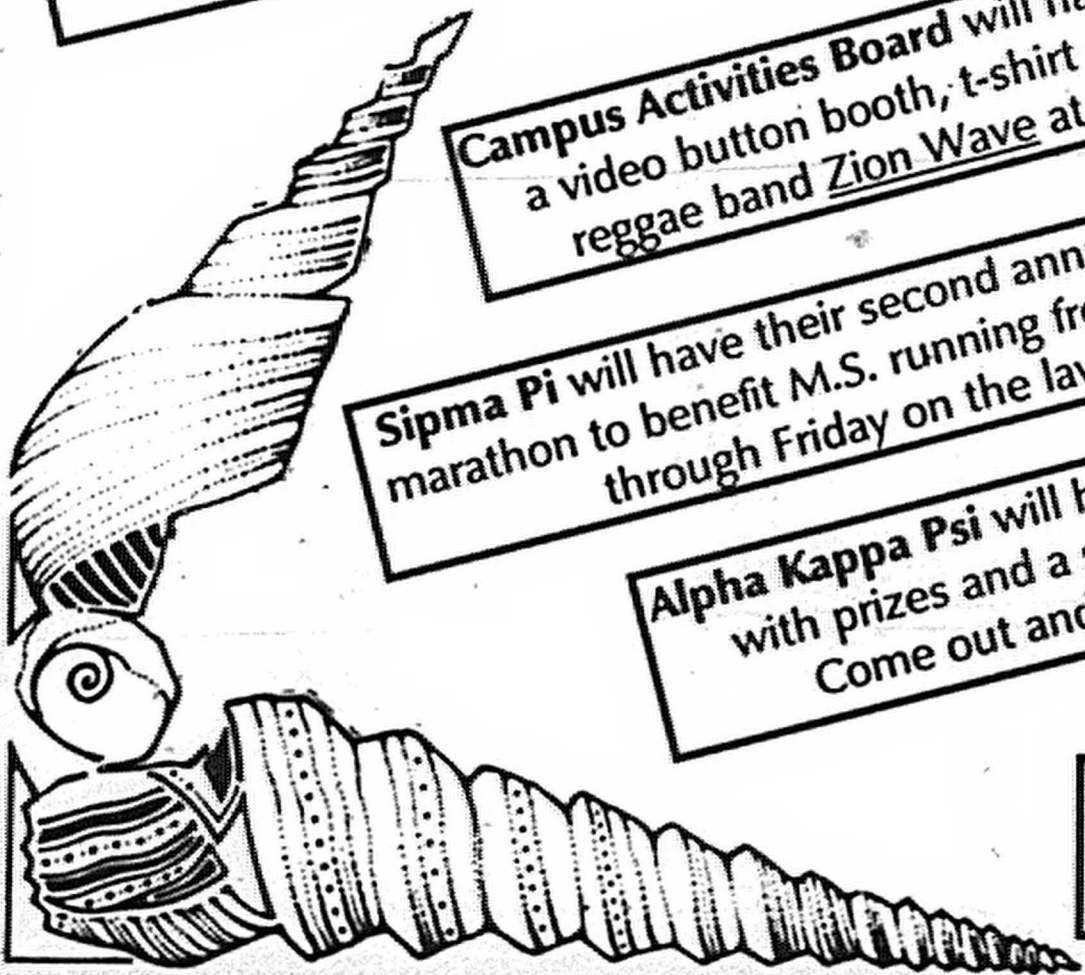 Campus Activities Board will
a video button booth, t-shirt
reggae band Zion Wave at
Sipma Pi will have their second
marathon to benefit M.S. running
through Friday on the
Alpha Kappa Psi will
with prizes and a
Come out and